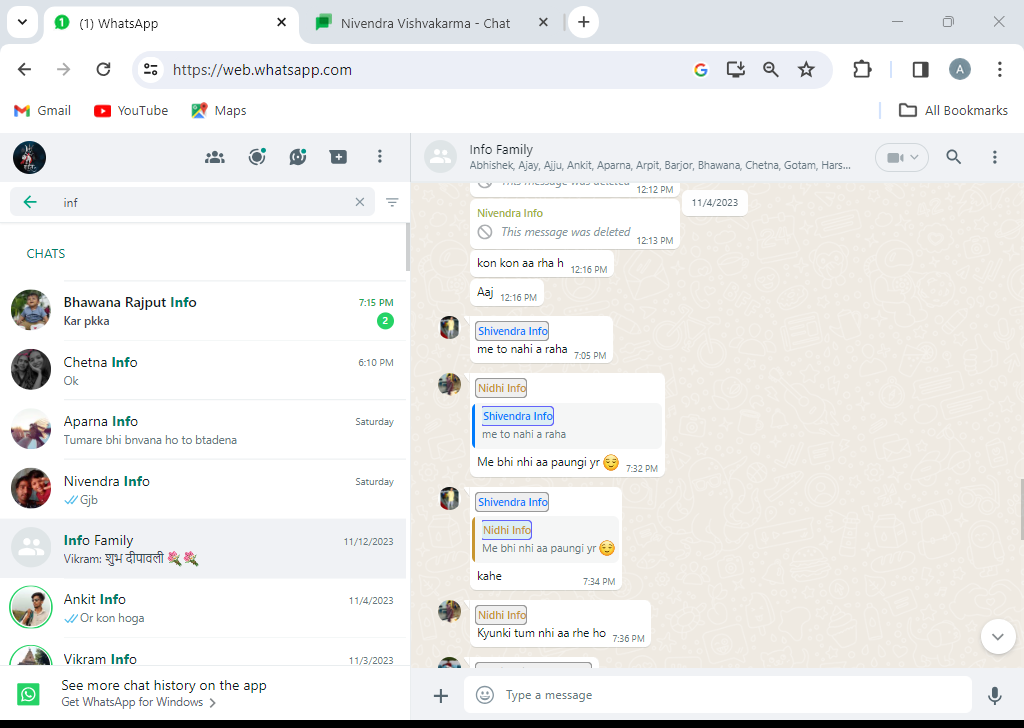 (1) WhatsApp
Nivendra Vishvakarma - Chat
https://web.whatsapp.com
A
Gmail
YouTube
Maps
All Bookmarks
inf
CHATS
Bhawana Rajput Info
7:15 PM
Kar pkka
2
Chetna Info
6:10 PM
Ok
Aparna Info
Saturday
Tumare bhi bnvana ho to btadena
Nivendra Info
Saturday
Gjb
Info Family
11/12/2023
Vikram: शुभ दीपावली 💐💐
Ankit Info
11/4/2023
Or kon hoga
Vikram Info
11/3/2023
See more chat history on the app
Get WhatsApp for Windows
Info Family
Abhishek, Ajay, Ajju, Ankit, Aparna, Arpit, Barjor, Bhawana, Chetna, Gotam, Hars...
This message was deleted
12:12 PM
11/4/2023
Nivendra Info
This message was deleted
12:13 PM
kon kon aa rha h
12:16 PM
Aaj
12:16 PM
Shivendra Info
me to nahi a raha
7:05 PM
Nidhi Info
Shivendra Info
me to nahi a raha
Me bhi nhi aa paungi yr 😌
7:32 PM
Shivendra Info
Nidhi Info
Me bhi nhi aa paungi yr 😌
kahe
7:34 PM
Nidhi Info
Kyunki tum nhi aa rhe ho
7:36 PM
Type a message